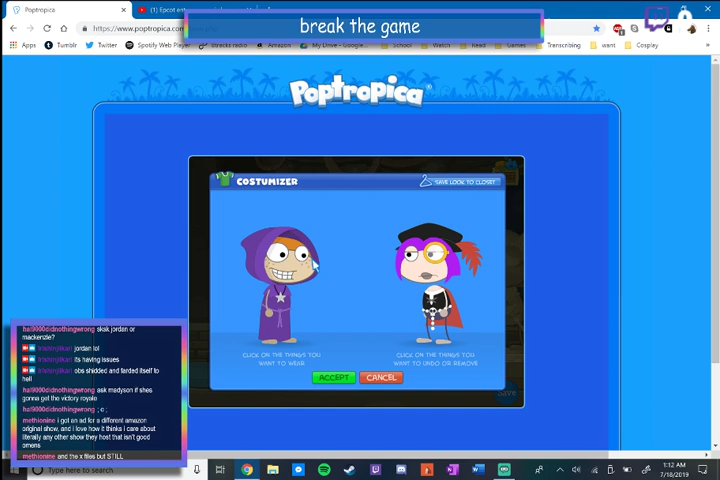 Poptropica
Epcot ent
break the game
https://www.poptropica.com
Apps
Tumblr
Twitter
Spotify Web Player
Bracks radio
Amazon
My Drive - Google...
School
Watch
Read
Games
Transcribing
want
Cosplay
Poptropica
COSTUMIZER
SAVE LOOK TO CLOSET
CLICK ON THE THINGS YOU
WANT TO WEAR
CLICK ON THE THINGS YOU
WANT TO UNDO OR REMOVE
ACCEPT
CANCEL
Save
hal9000didnothingwrong sksk jordan or
mackenzie?
jordan lol
its having issues
obs shidded and farded itself to
hell
hal9000didnothingwrong ask madyson if shes
gonna get the victory royale
hal9000didnothingwrong ; o ;
methionine i got an ad for a different amazon
original show, and i love how it thinks i care about
literally any other show they host that isn't good
omens
methionine and the x files but STILL
Type here to search
1:12 AM
7/18/2019